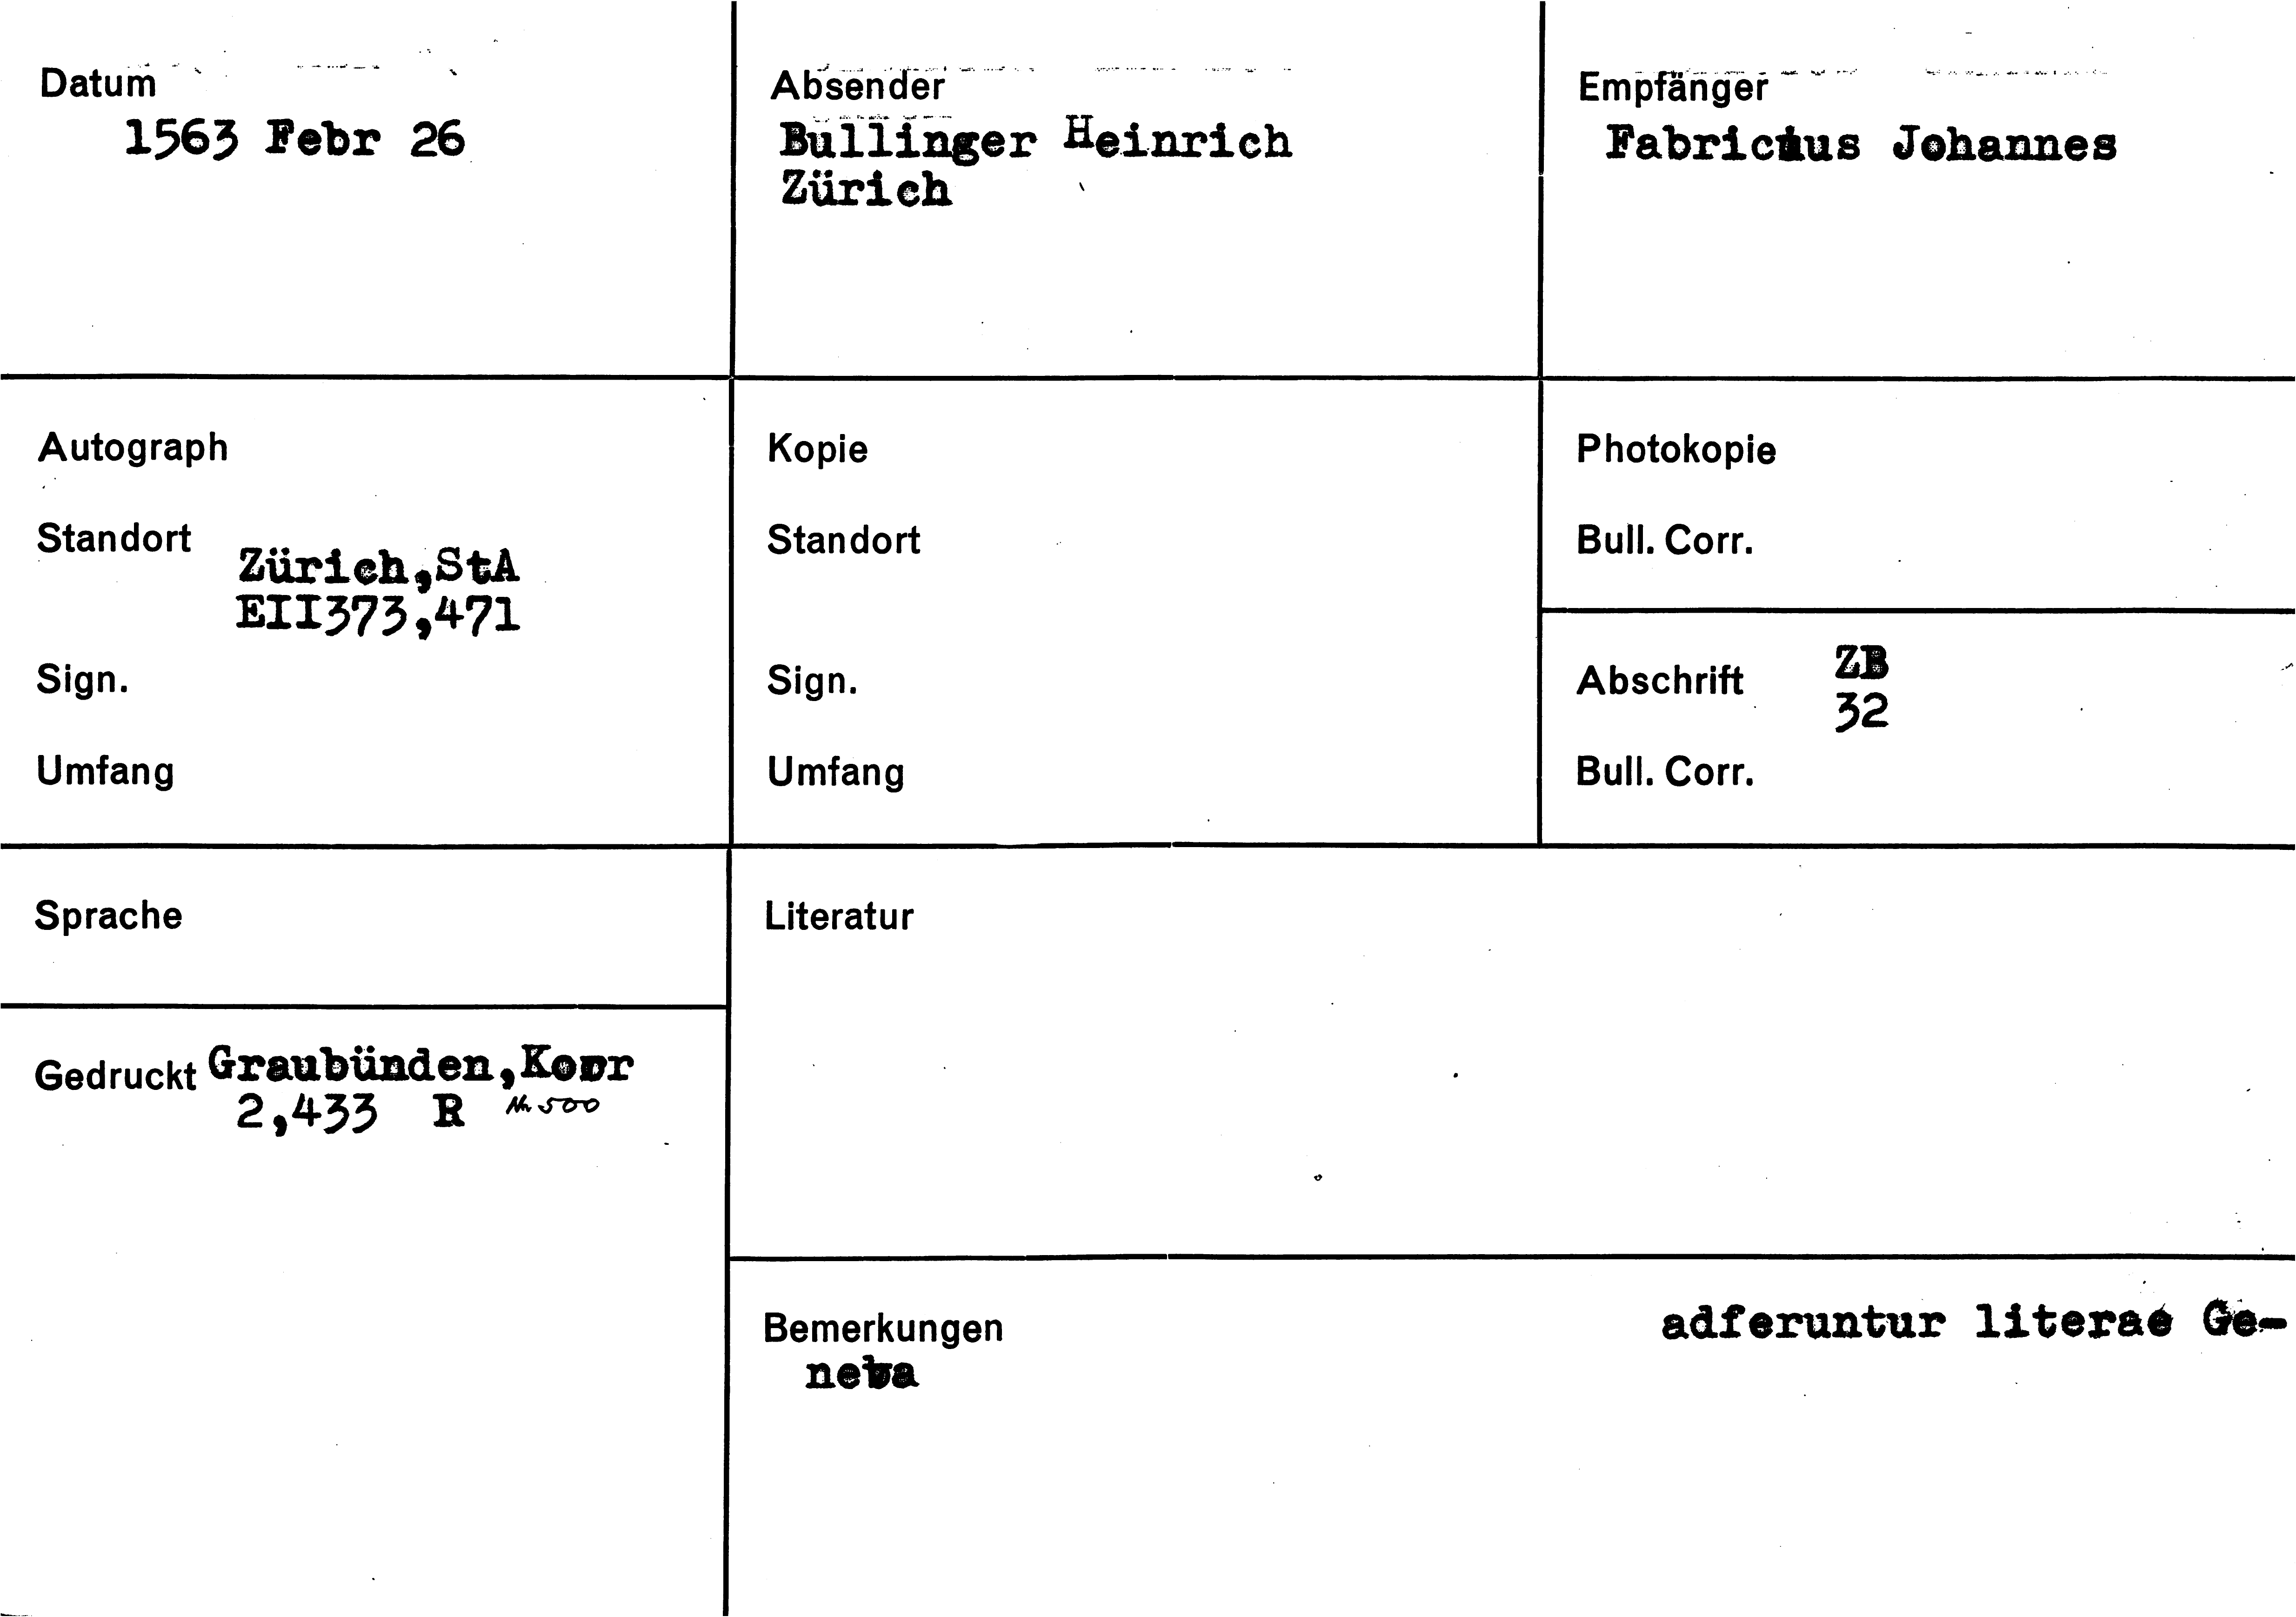 Datum
1563 Febr 26
Absender
Bullinger Heinrich
Zürich
Empfänger
Fabricius Johannes
Autograph
Standort
Zürich,StA
EII373,471
Sign.
Umfang
Kopie
Standort
Sign.
Umfang
Photokopie
Bull. Corr.
Abschrift ZB
32
Bull. Corr.
Sprache
Gedruckt Graubünden,Korr
2,433 R Nr 500
Literatur
Bemerkungen adferuntur literae Ge-
neva